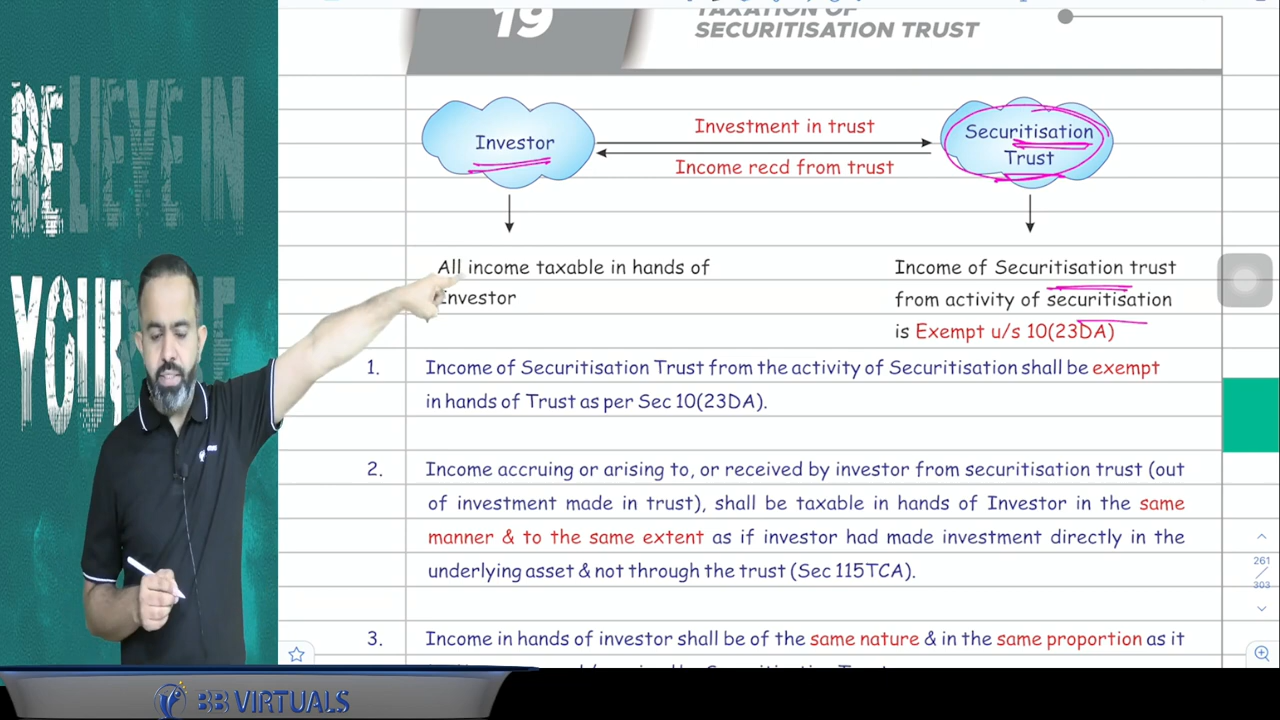 BELIEVE IN
YOUR
19
TAXATION OF
SECURITISATION TRUST
Investor
Investment in trust
Income recd from trust
Securitisation
Trust
All income taxable in hands of
Investor
Income of Securitisation trust
from activity of securitisation
is Exempt u/s 10(23DA)
1. Income of Securitisation Trust from the activity of Securitisation shall be exempt
in hands of Trust as per Sec 10(23DA).
2. Income accruing or arising to, or received by investor from securitisation trust (out
of investment made in trust), shall be taxable in hands of Investor in the same
manner & to the same extent as if investor had made investment directly in the
underlying asset & not through the trust (Sec 115TCA).
3. Income in hands of investor shall be of the same nature & in the same proportion as it
261
303
BB VIRTUALS